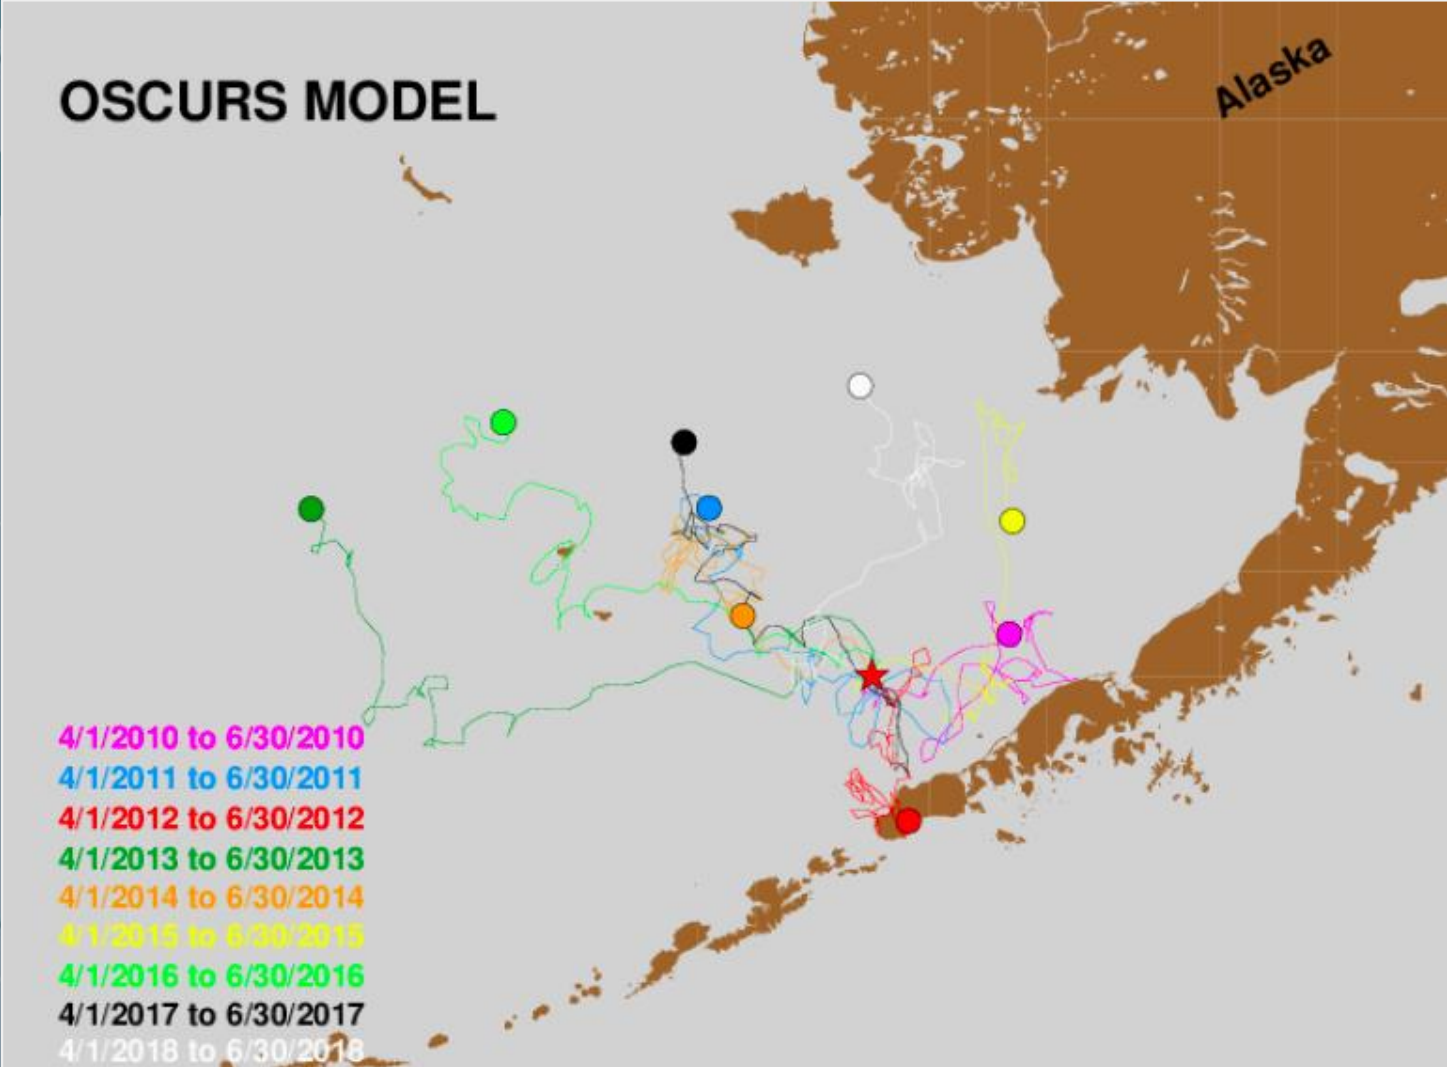 OSCURS MODEL
Alaska
4/1/2010 to 6/30/2010
4/1/2011 to 6/30/2011
4/1/2012 to 6/30/2012
4/1/2013 to 6/30/2013
4/1/2014 to 6/30/2014
4/1/2015 to 6/30/2015
4/1/2016 to 6/30/2016
4/1/2017 to 6/30/2017
4/1/2018 to 6/30/2018